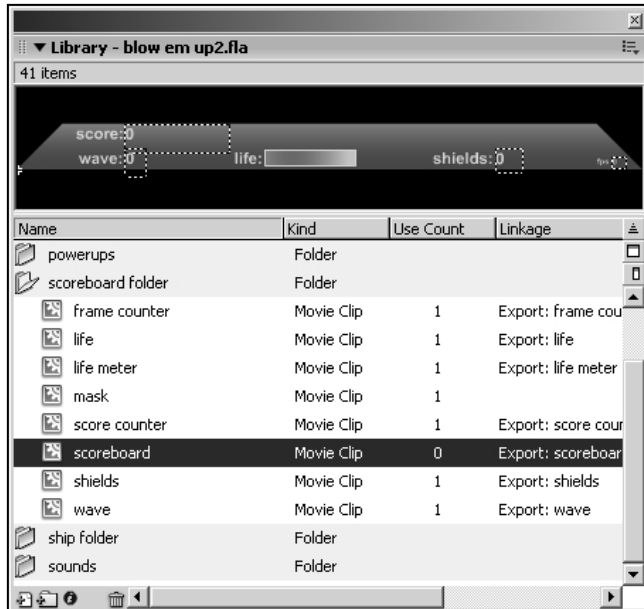 Library - blow em up2.fla
41 items
score: 0
wave: 0 life: shields: 0 fps:
Name Kind Use Count Linkage
powerups Folder
scoreboard folder Folder
frame counter Movie Clip 1 Export: frame cou
life Movie Clip 1 Export: life
life meter Movie Clip 1 Export: life meter
mask Movie Clip 1
score counter Movie Clip 1 Export: score cour
scoreboard Movie Clip 0 Export: scoreboar
shields Movie Clip 1 Export: shields
wave Movie Clip 1 Export: wave
ship folder Folder
sounds Folder